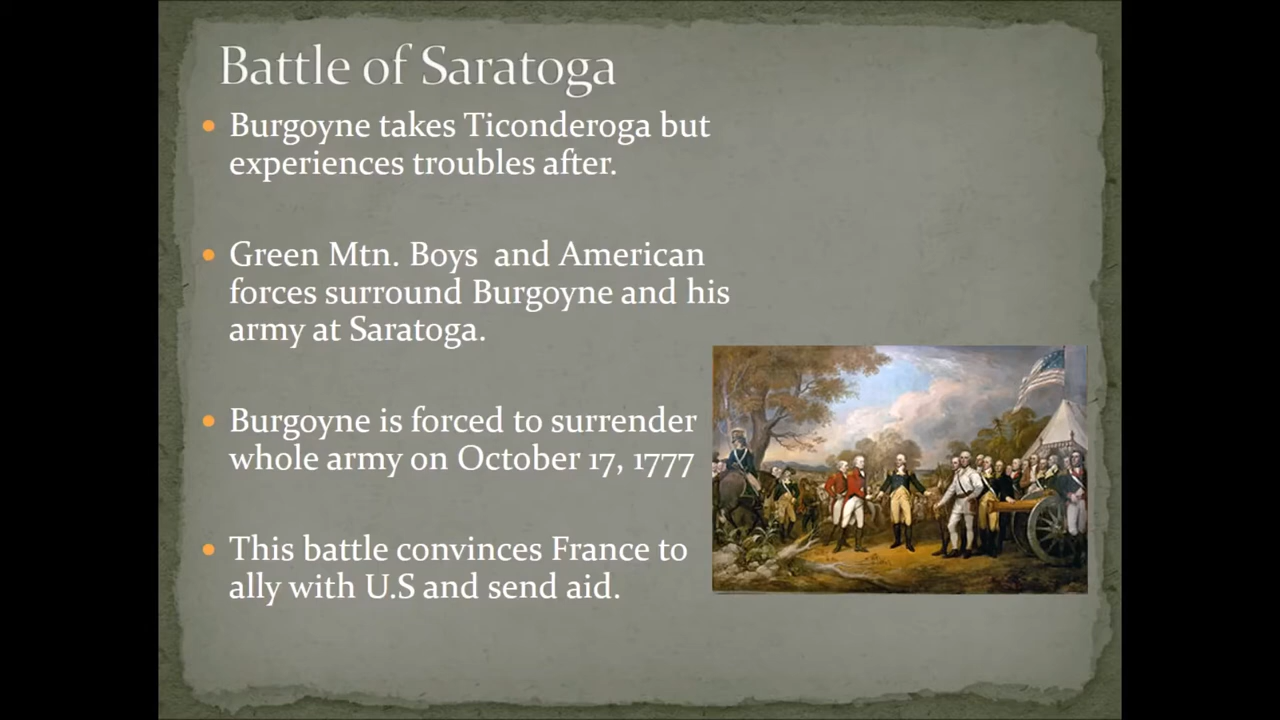 Battle of Saratoga
• Burgoyne takes Ticonderoga but
experiences troubles after.
• Green Mtn. Boys and American
forces surround Burgoyne and his
army at Saratoga.
• Burgoyne is forced to surrender
whole army on October 17, 1777
• This battle convinces France to
ally with U.S and send aid.